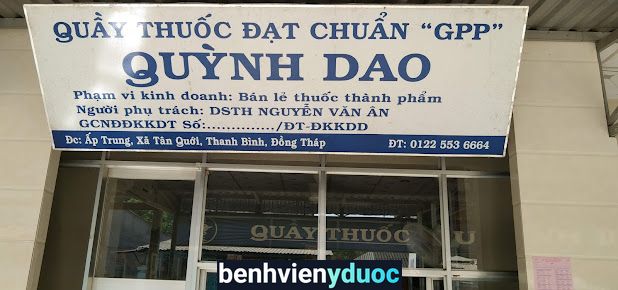 QUẦY THUỐC ĐẠT CHUẨN “GPP”
QUỲNH DAO
Phạm vi kinh doanh: Bán lẻ thuốc thành phẩm
Người phụ trách: DSTH NGUYỄN VĂN ÂN
GCNĐĐKKDT Số:............../ĐT-ĐKKDD
Đc: Ấp Trung, Xã Tân Quới, Thanh Bình, Đồng Tháp
ĐT: 0122 553 6664
QUẦY THUỐC
benhvienyduoc